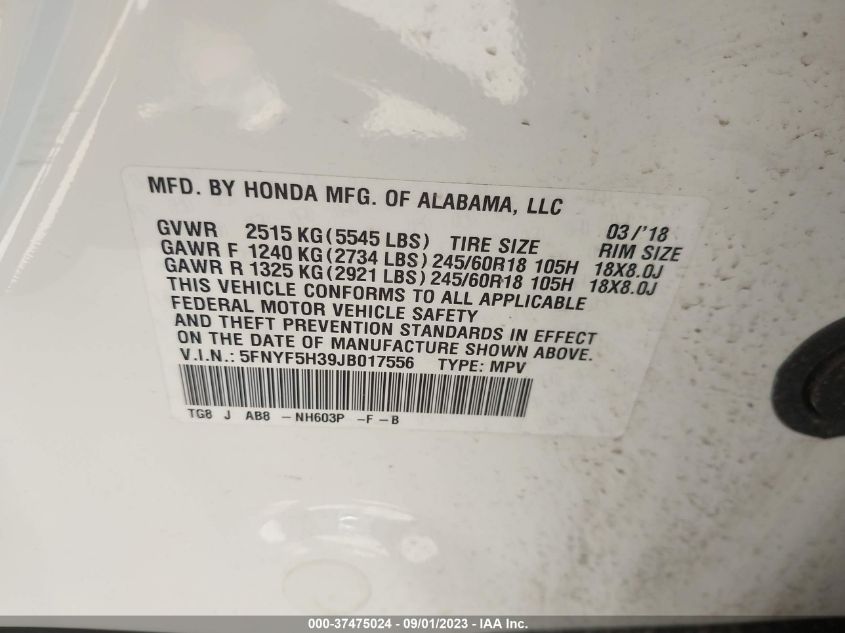 MFD. BY HONDA MFG. OF ALABAMA, LLC
03/'18
GVWR 2515 KG (5545 LBS) TIRE SIZE RIM SIZE
GAWR F 1240 KG (2734 LBS) 245/60R18 105H 18X8.0J
GAWR R 1325 KG (2921 LBS) 245/60R18 105H 18X8.0J
THIS VEHICLE CONFORMS TO ALL APPLICABLE
FEDERAL MOTOR VEHICLE SAFETY
AND THEFT PREVENTION STANDARDS IN EFFECT
ON THE DATE OF MANUFACTURE SHOWN ABOVE.
V.I.N.: 5FNYF5H39JB017556 TYPE: MPV
TG8 J AB8 -NH603P -F-B
000-37475024 - 09/01/2023 - IAA Inc.